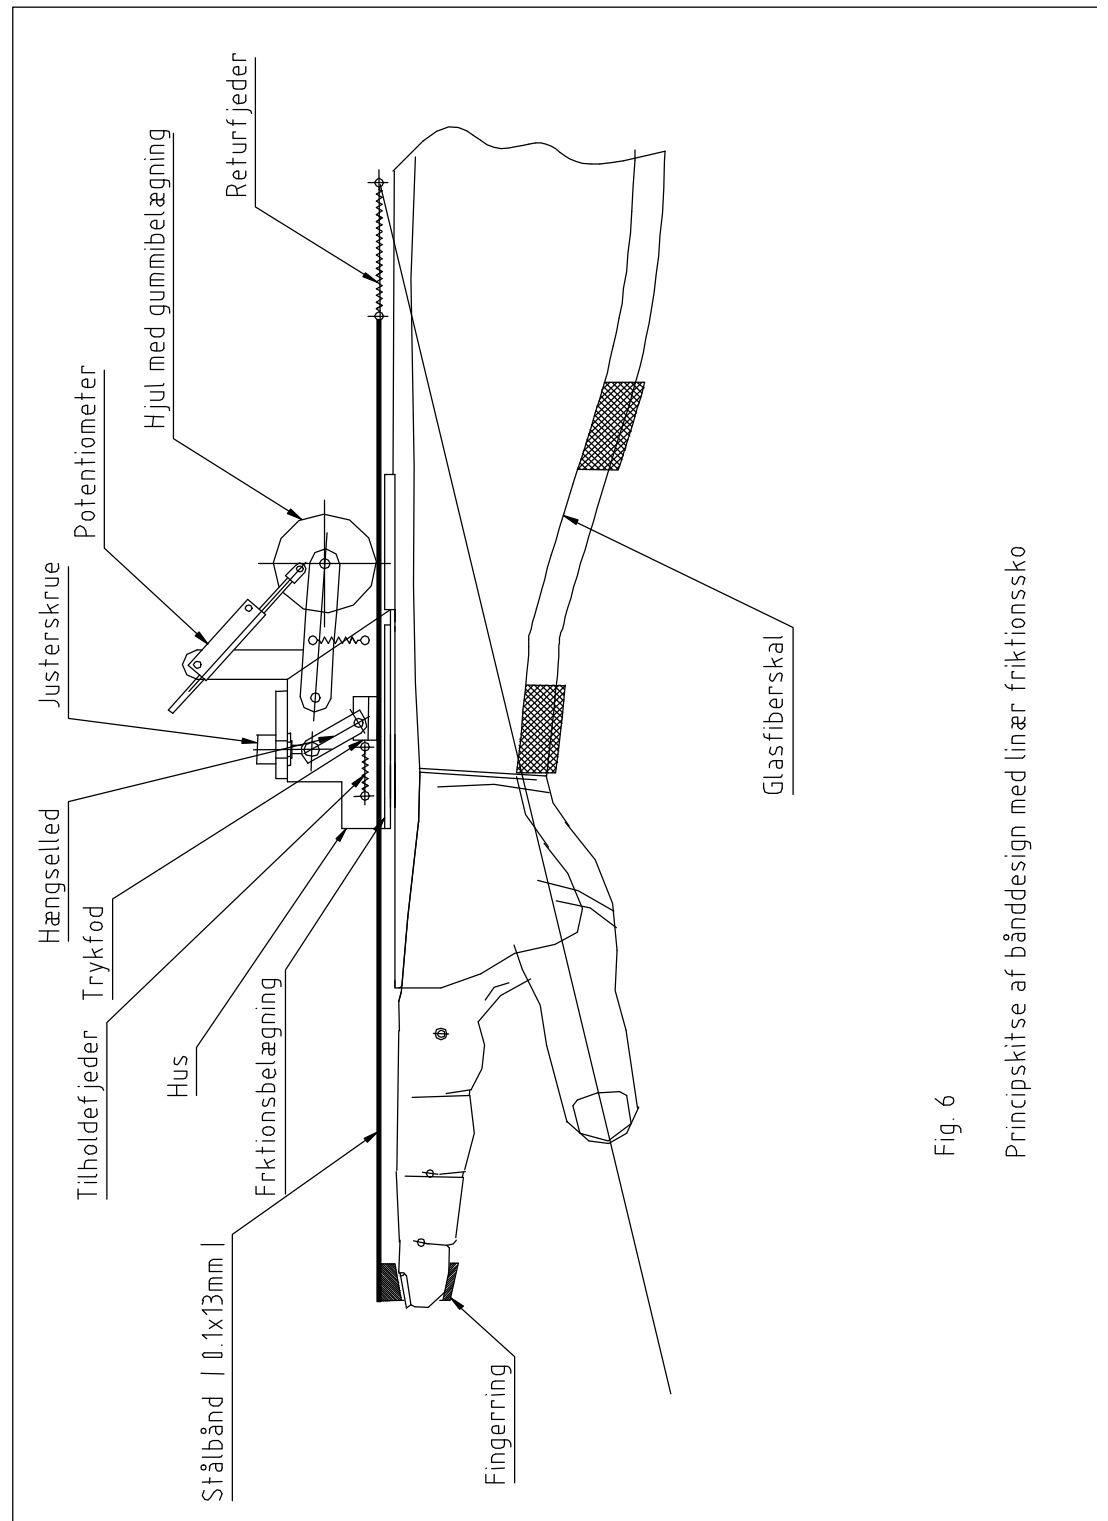 Returfjeder
Hjul med gummibelægning
Potentiometer
Justerskrue
Hængselled
Trykfod
Tilholdefjeder
Hus
Frktionsbelægning
Stålbånd | 0.1x13mm |
Fingerring
Glasfiberskal
Fig. 6
Principskitse af bånddesign med linær friktionssko